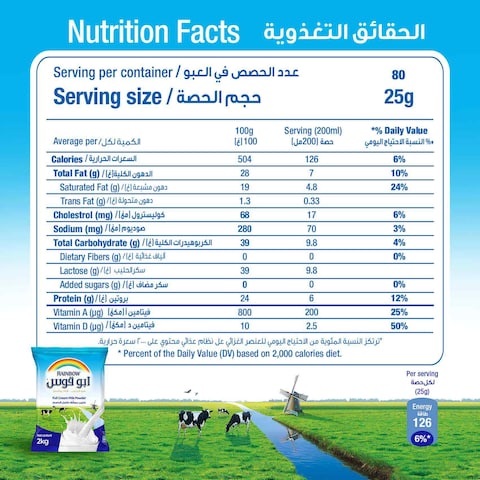 Nutrition Facts الحقائق التغذوية
Serving per container / عدد الحصص في العبو 80
Serving size / حجم الحصة 25g
Average per/الكمية لكل 100g 100(غ) Serving (200ml) حصة (200مل) *% Daily Value %* النسبة الاحتياج اليومي
Calories / السعرات الحرارية 504 126 6%
Total Fat (g) / الدهون الكلية(غ) 28 7 10%
Saturated Fat (g) / دهون مشبعة (غ) 19 4.8 24%
Trans Fat (g) / دهون متحولة (غ) 1.3 0.33
Cholestrol (mg) / كوليسترول (مغ) 68 17 6%
Sodium (mg) / صوديوم (مغ) 280 70 3%
Total Carbohydrate (g) / الكربوهيدرات الكلية (غ) 39 9.8 4%
Dietary Fibers (g) / ألياف غذائية (غ) 0 0 0%
Lactose (g) / سكر الحليب (غ) 39 9.8
Added sugars (g) / سكر مضاف (غ) 0 0 0%
Protein (g) / بروتين (غ) 24 6 12%
Vitamin A (µg) / فيتامين أ (مكغ) 800 200 25%
Vitamin D (µg) / فيتامين د (مكغ) 10 2.5 50%
*ترتكز النسبة المئوية من الاحتياج اليومي للعنصر الغذائي على نظام غذائي محتوي على ٢٠٠٠ سعرة حرارية.
* Percent of the Daily Value (DV) based on 2,000 calories diet.
RAINBOW
ابو قوس
Full Cream Milk Powder
2kg
Per serving
لكل حصة
(25g)
Energy
طاقة
126
6%*